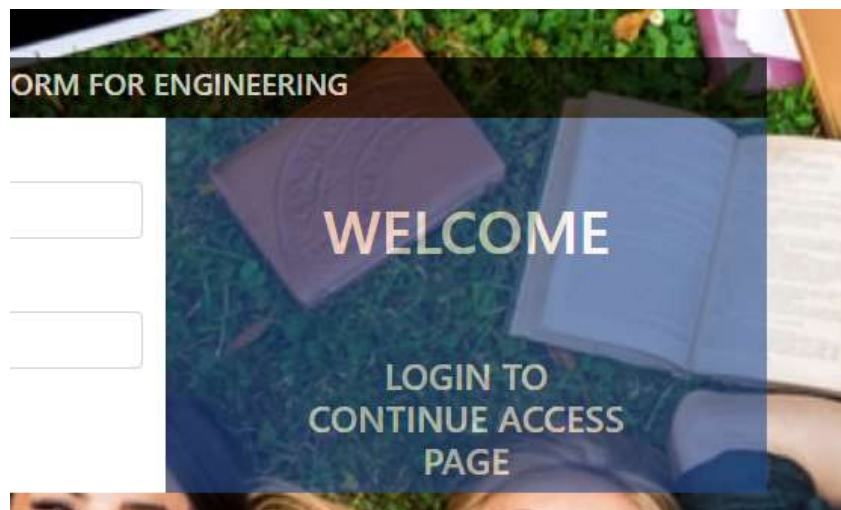 ORM FOR ENGINEERING
WELCOME
LOGIN TO
CONTINUE ACCESS
PAGE